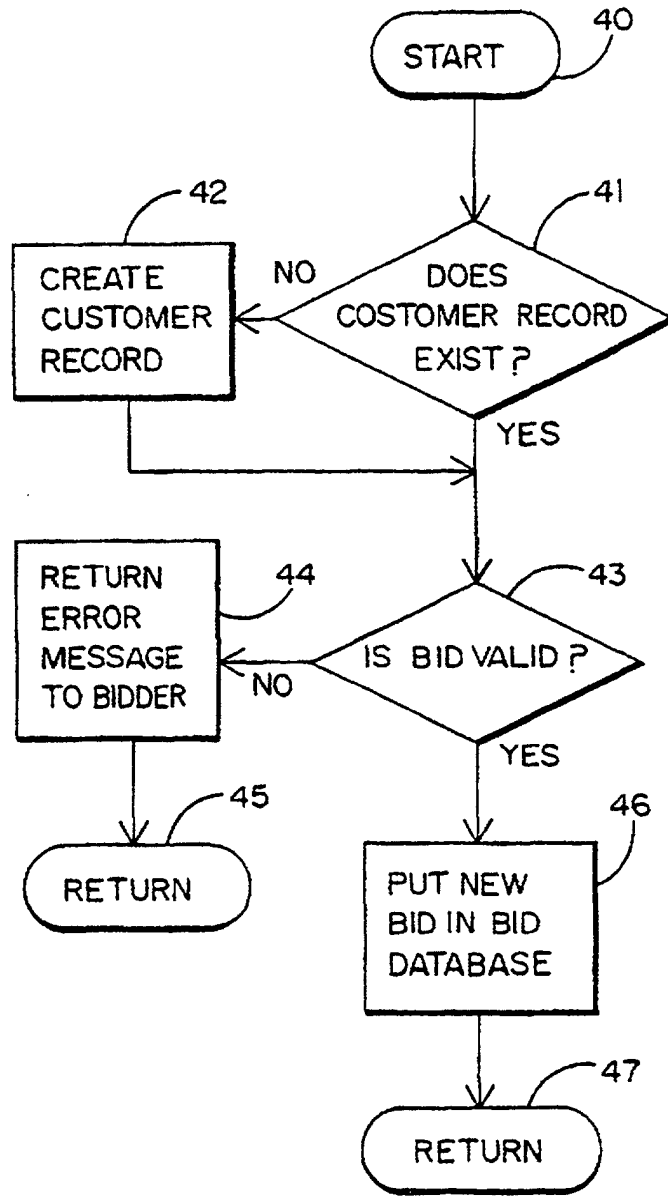 40
START
41
42
NO
DOES
COSTOMER RECORD
EXIST?
CREATE
CUSTOMER
RECORD
YES
43
44
RETURN
ERROR
MESSAGE
TO BIDDER
IS BID VALID?
NO
YES
45
RETURN
46
PUT NEW
BID IN BID
DATABASE
47
RETURN